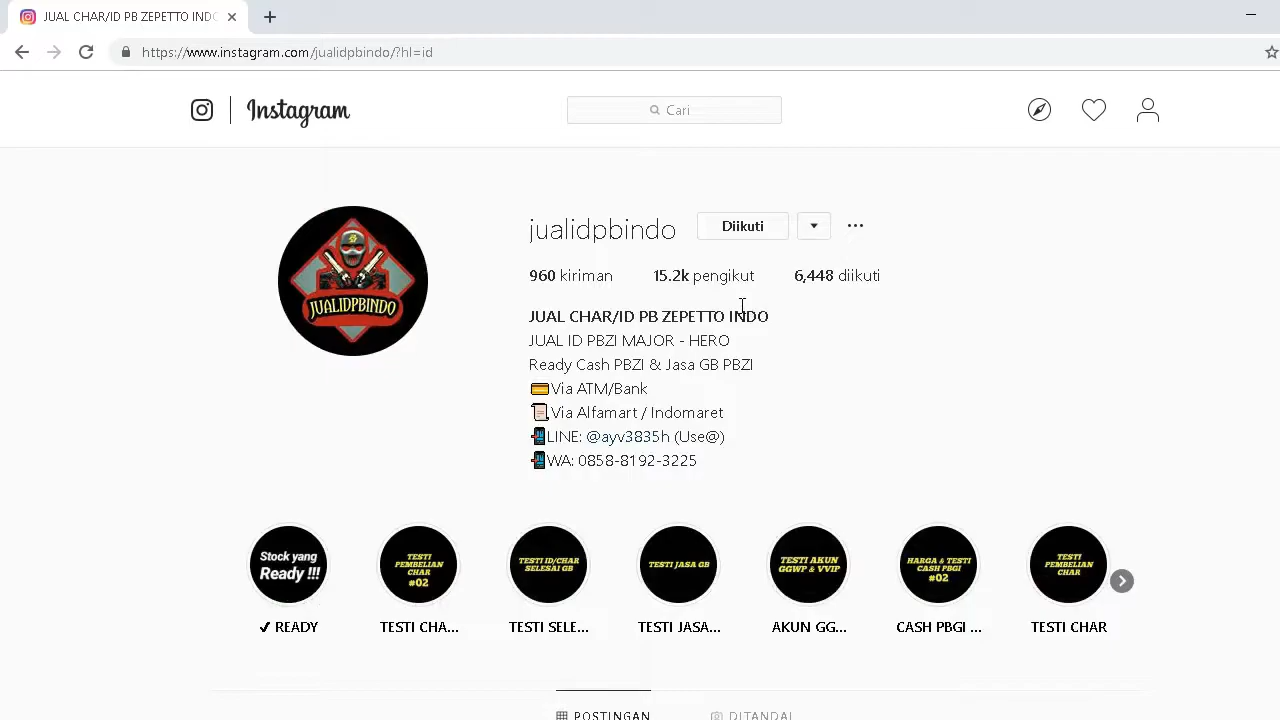 JUAL CHAR/ID PB ZEPETTO INDO
https://www.instagram.com/jualidpbindo/?hl=id
Instagram
Cari
JUALIDPBINDO
jualidpbindo
Diikuti
960 kiriman
15.2k pengikut
6,448 diikuti
JUAL CHAR/ID PB ZEPETTO INDO
JUAL ID PBZI MAJOR - HERO
Ready Cash PBZI & Jasa GB PBZI
Via ATM/Bank
Via Alfamart / Indomaret
LINE: @ayv3835h (Use@)
WA: 0858-8192-3225
Stock yang
Ready !!!
TESTI
PEMBELIAN
CHAR
#02
TESTI ID/CHAR
SELESAI GB
TESTI JASA GB
TESTI AKUN
GGWP & VVIP
HARGA & TESTI
CASH PBGI
#02
TESTI
PEMBELIAN
CHAR
✔ READY
TESTI CHA...
TESTI SELE...
TESTI JASA...
AKUN GG...
CASH PBGI ...
TESTI CHAR
POSTINGAN
DITANDAI